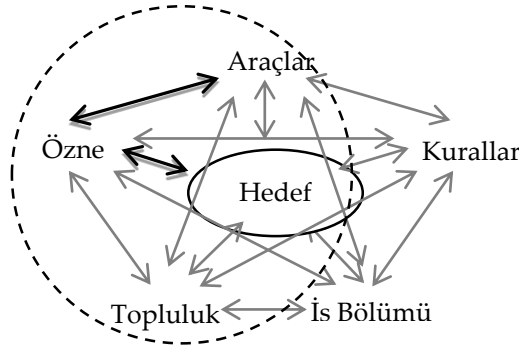 Araçlar
Özne
Kurallar
Hedef
Topluluk
İs Bölümü